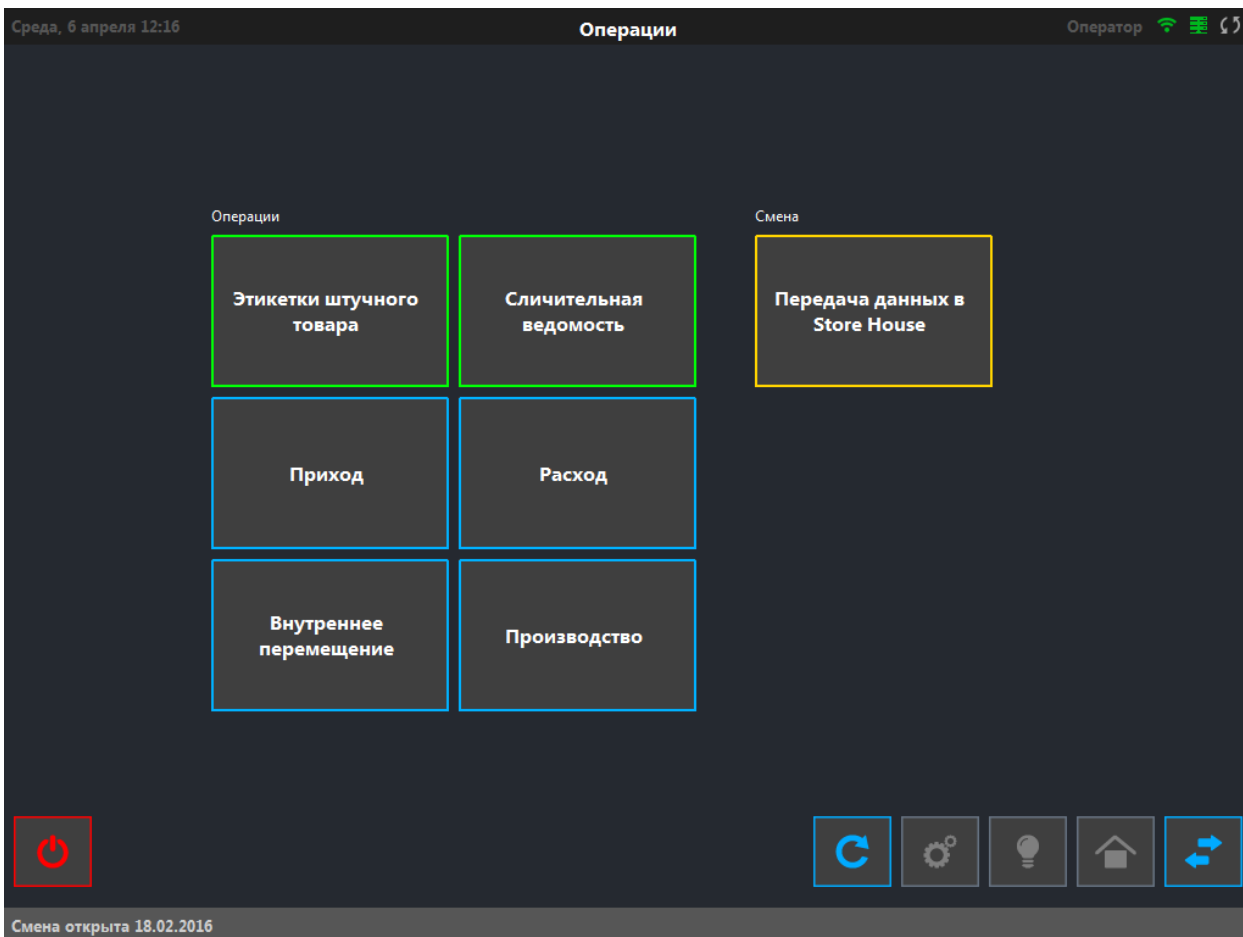 Среда, 6 апреля 12:16
Операции
Оператор
Операции
Смена
Этикетки штучного
товара
Сличительная
ведомость
Передача данных в
Store House
Приход
Расход
Внутреннее
перемещение
Производство
Смена открыта 18.02.2016